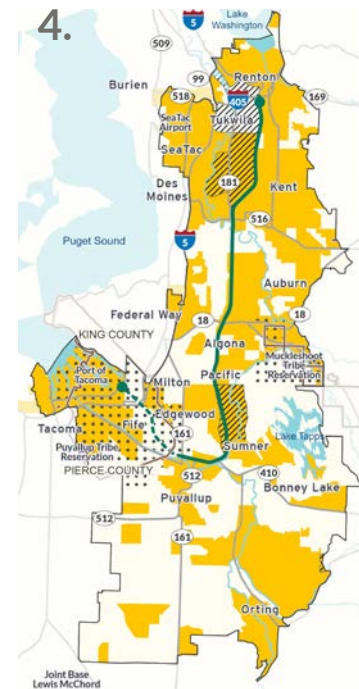 4.
5
Lake
Washington
509
Renton
99
Burien
518
405
169
SeaTac
Airport
Tukwila
SeaTac
181
Des
Moines
Kent
516
5
Puget Sound
Auburn
Federal Way
18
18
KING COUNTY
Algona
Muckleshoot
Tribe
Reservation
Port of
Tacoma
Milton
Pacific
Edgewood
Tacoma
Fife
161
Sumner
Lake Tapps
Puyallup Tribe
Reservation
PIERCE COUNTY
512
410
Bonney Lake
Puyallup
512
161
Orting
Joint Base
Lewis McChord